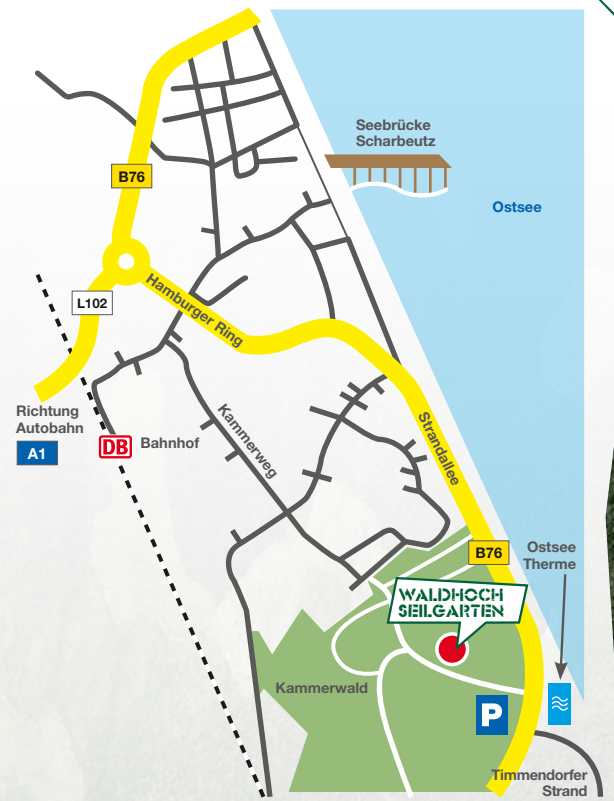 Seebrücke
Scharbeutz
B76
Ostsee
L102
Hamburger Ring
Richtung
Autobahn
A1
DB
Bahnhof
Kammerweg
Strandallee
B76
Ostsee
Therme
WALDHOCH
SEILGARTEN
Kammerwald
P
Timmendorfer
Strand